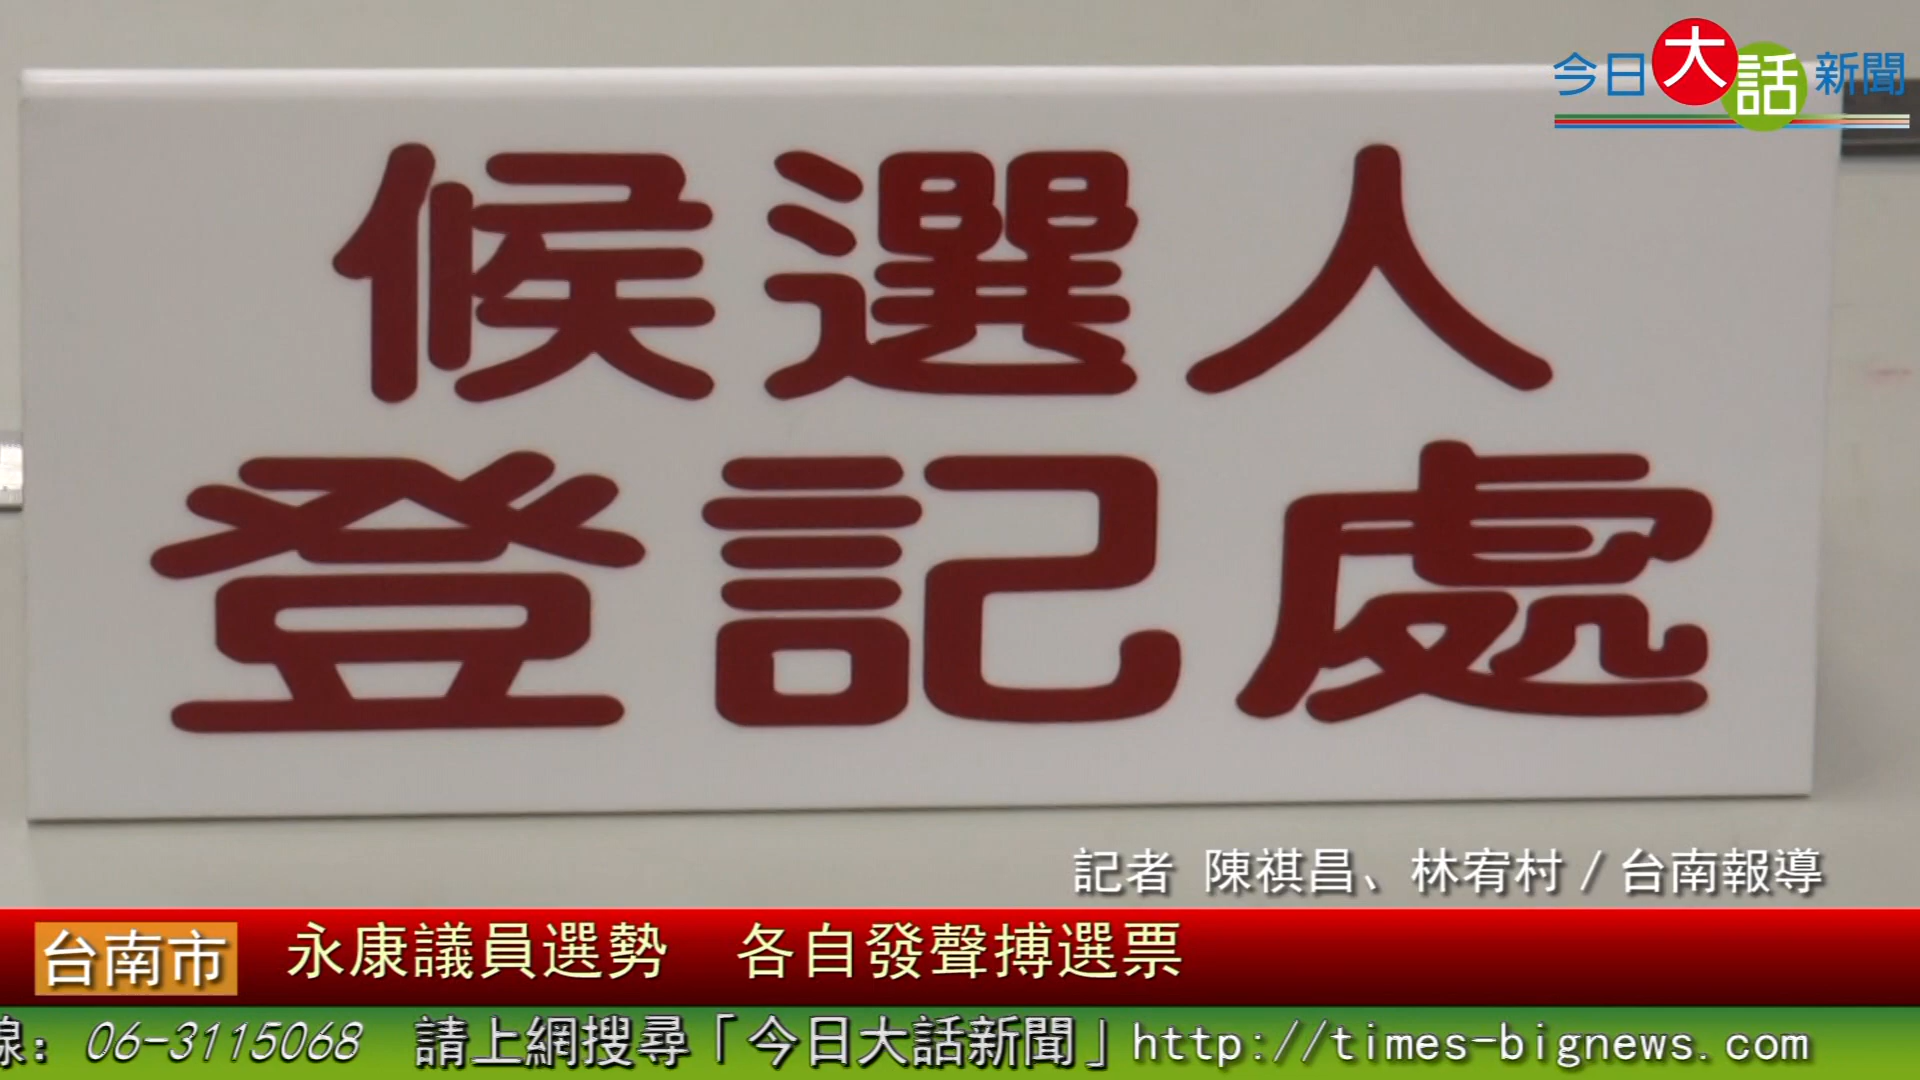 今日大話新聞
候選人
登記處
記者 陳祺昌、林宥村／台南報導
台南市 永康議員選勢 各自發聲搏選票
線：06-3115068 請上網搜尋「今日大話新聞」http://times-bignews.com